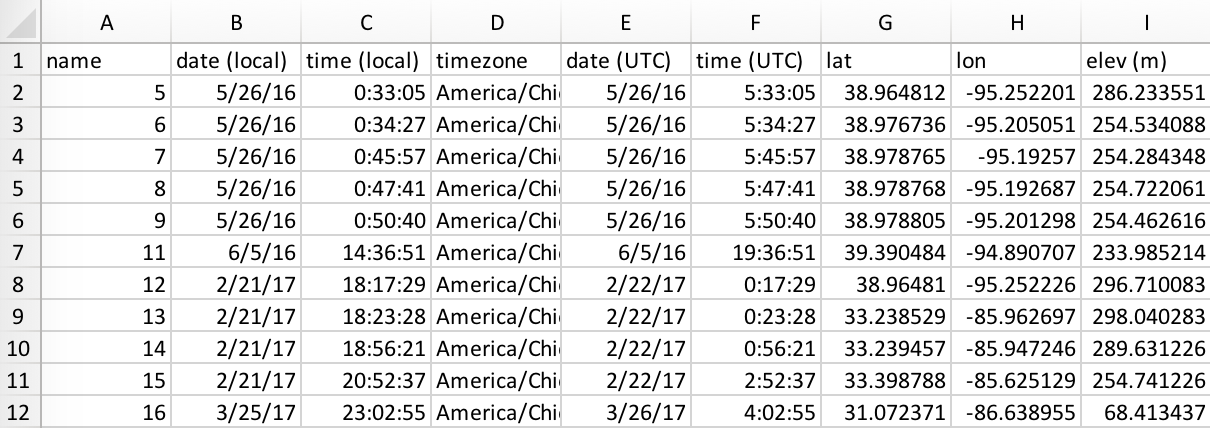 A B C D E F G H I
1 name date (local) time (local) timezone date (UTC) time (UTC) lat lon elev (m)
2 5 5/26/16 0:33:05 America/Chi 5/26/16 5:33:05 38.964812 -95.252201 286.233551
3 6 5/26/16 0:34:27 America/Chi 5/26/16 5:34:27 38.976736 -95.205051 254.534088
4 7 5/26/16 0:45:57 America/Chi 5/26/16 5:45:57 38.978765 -95.19257 254.284348
5 8 5/26/16 0:47:41 America/Chi 5/26/16 5:47:41 38.978768 -95.192687 254.722061
6 9 5/26/16 0:50:40 America/Chi 5/26/16 5:50:40 38.978805 -95.201298 254.462616
7 11 6/5/16 14:36:51 America/Chi 6/5/16 19:36:51 39.390484 -94.890707 233.985214
8 12 2/21/17 18:17:29 America/Chi 2/22/17 0:17:29 38.96481 -95.252226 296.710083
9 13 2/21/17 18:23:28 America/Chi 2/22/17 0:23:28 33.238529 -85.962697 298.040283
10 14 2/21/17 18:56:21 America/Chi 2/22/17 0:56:21 33.239457 -85.947246 289.631226
11 15 2/21/17 20:52:37 America/Chi 2/22/17 2:52:37 33.398788 -85.625129 254.741226
12 16 3/25/17 23:02:55 America/Chi 3/26/17 4:02:55 31.072371 -86.638955 68.413437